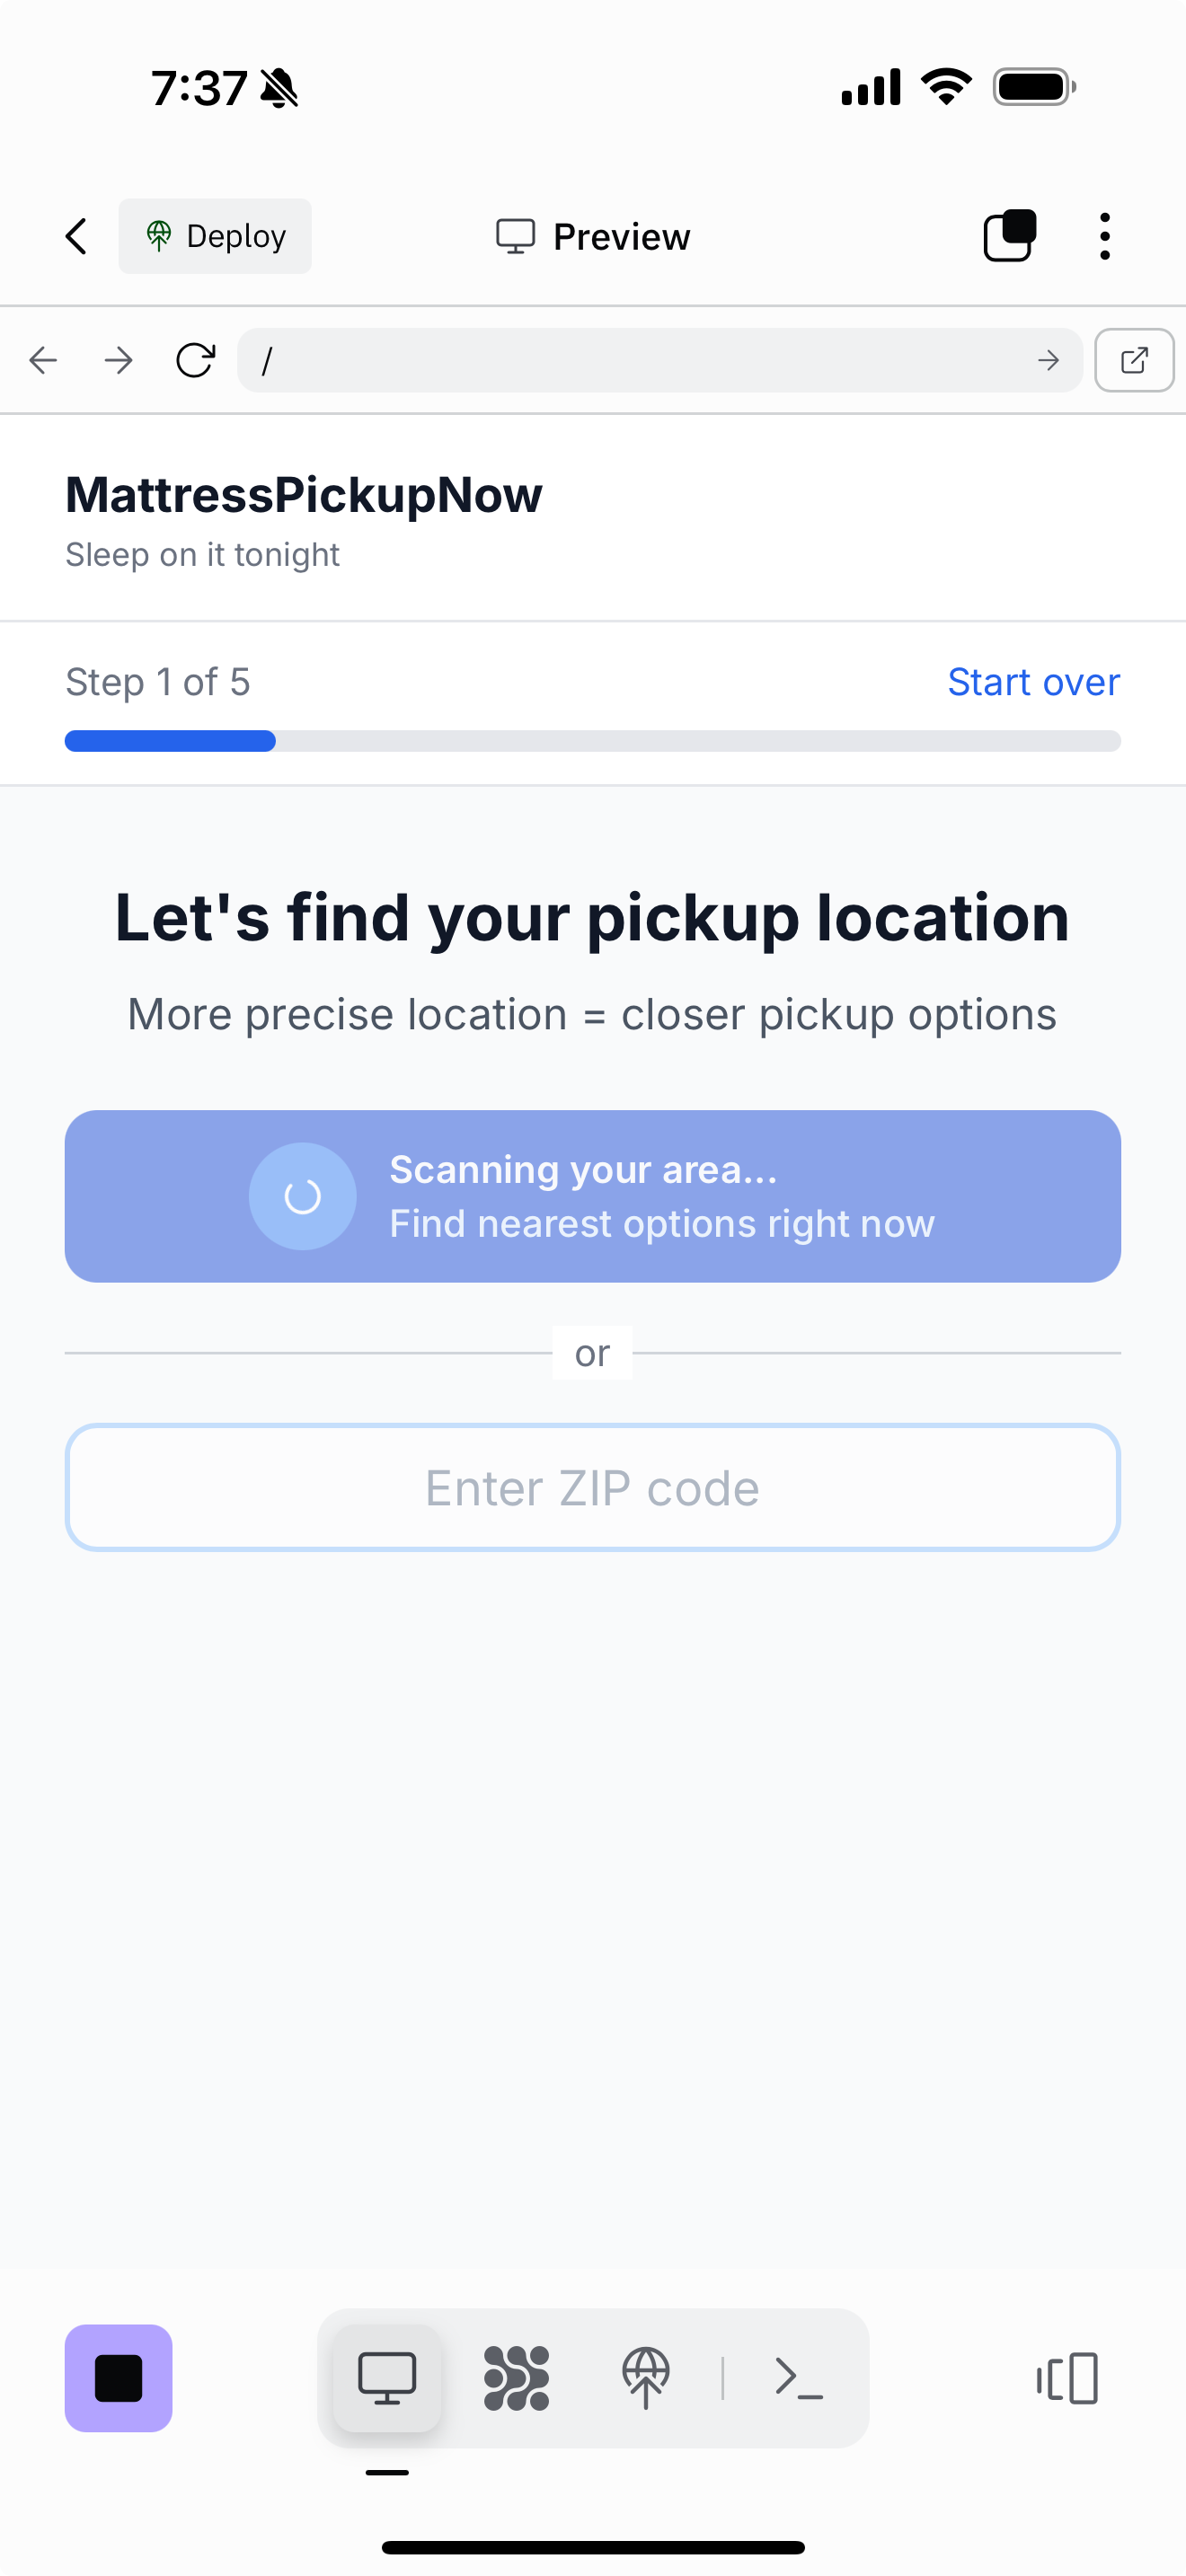 7:37
Deploy
Preview
/
MattressPickupNow
Sleep on it tonight
Step 1 of 5
Start over
Let's find your pickup location
More precise location = closer pickup options
Scanning your area...
Find nearest options right now
or
Enter ZIP code